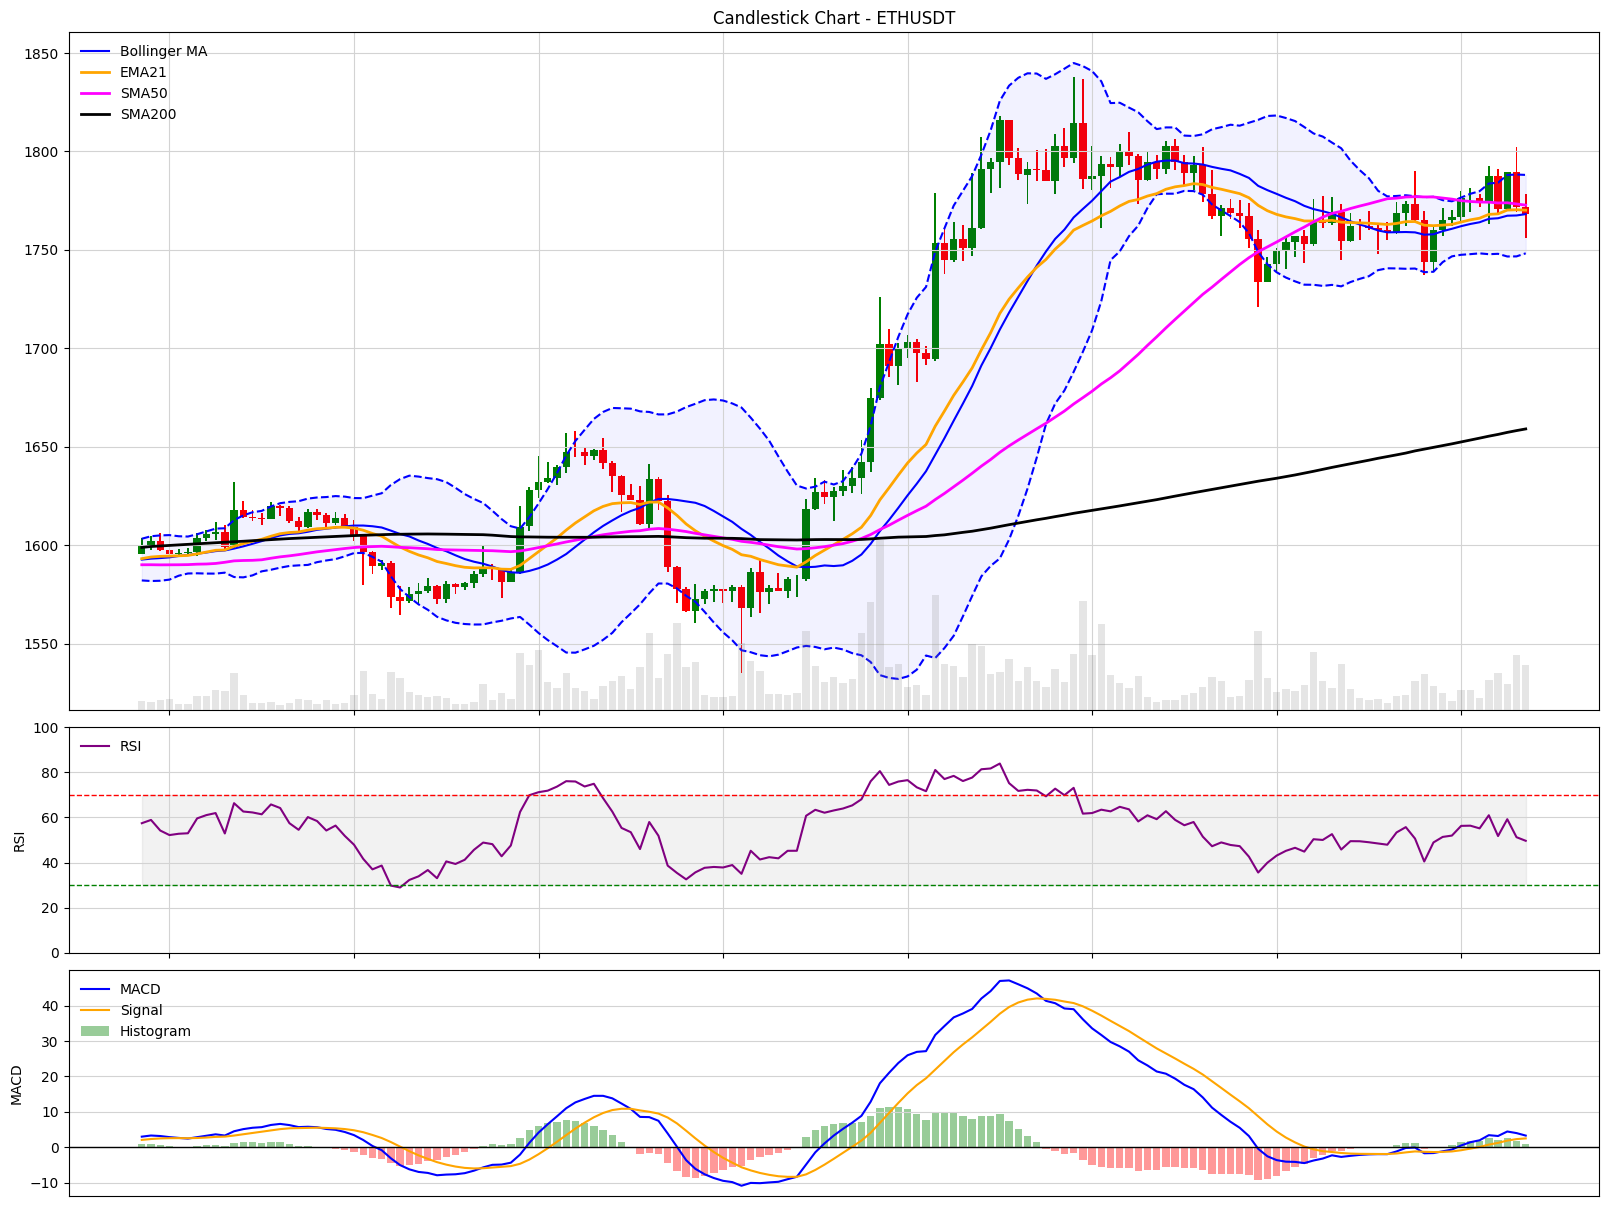 Candlestick Chart - ETHUSDT
Bollinger MA
EMA21
SMA50
SMA200
1850
1800
1750
1700
1650
1600
1550
RSI
RSI
100
80
60
40
20
0
MACD
Signal
Histogram
MACD
40
30
20
10
0
−10